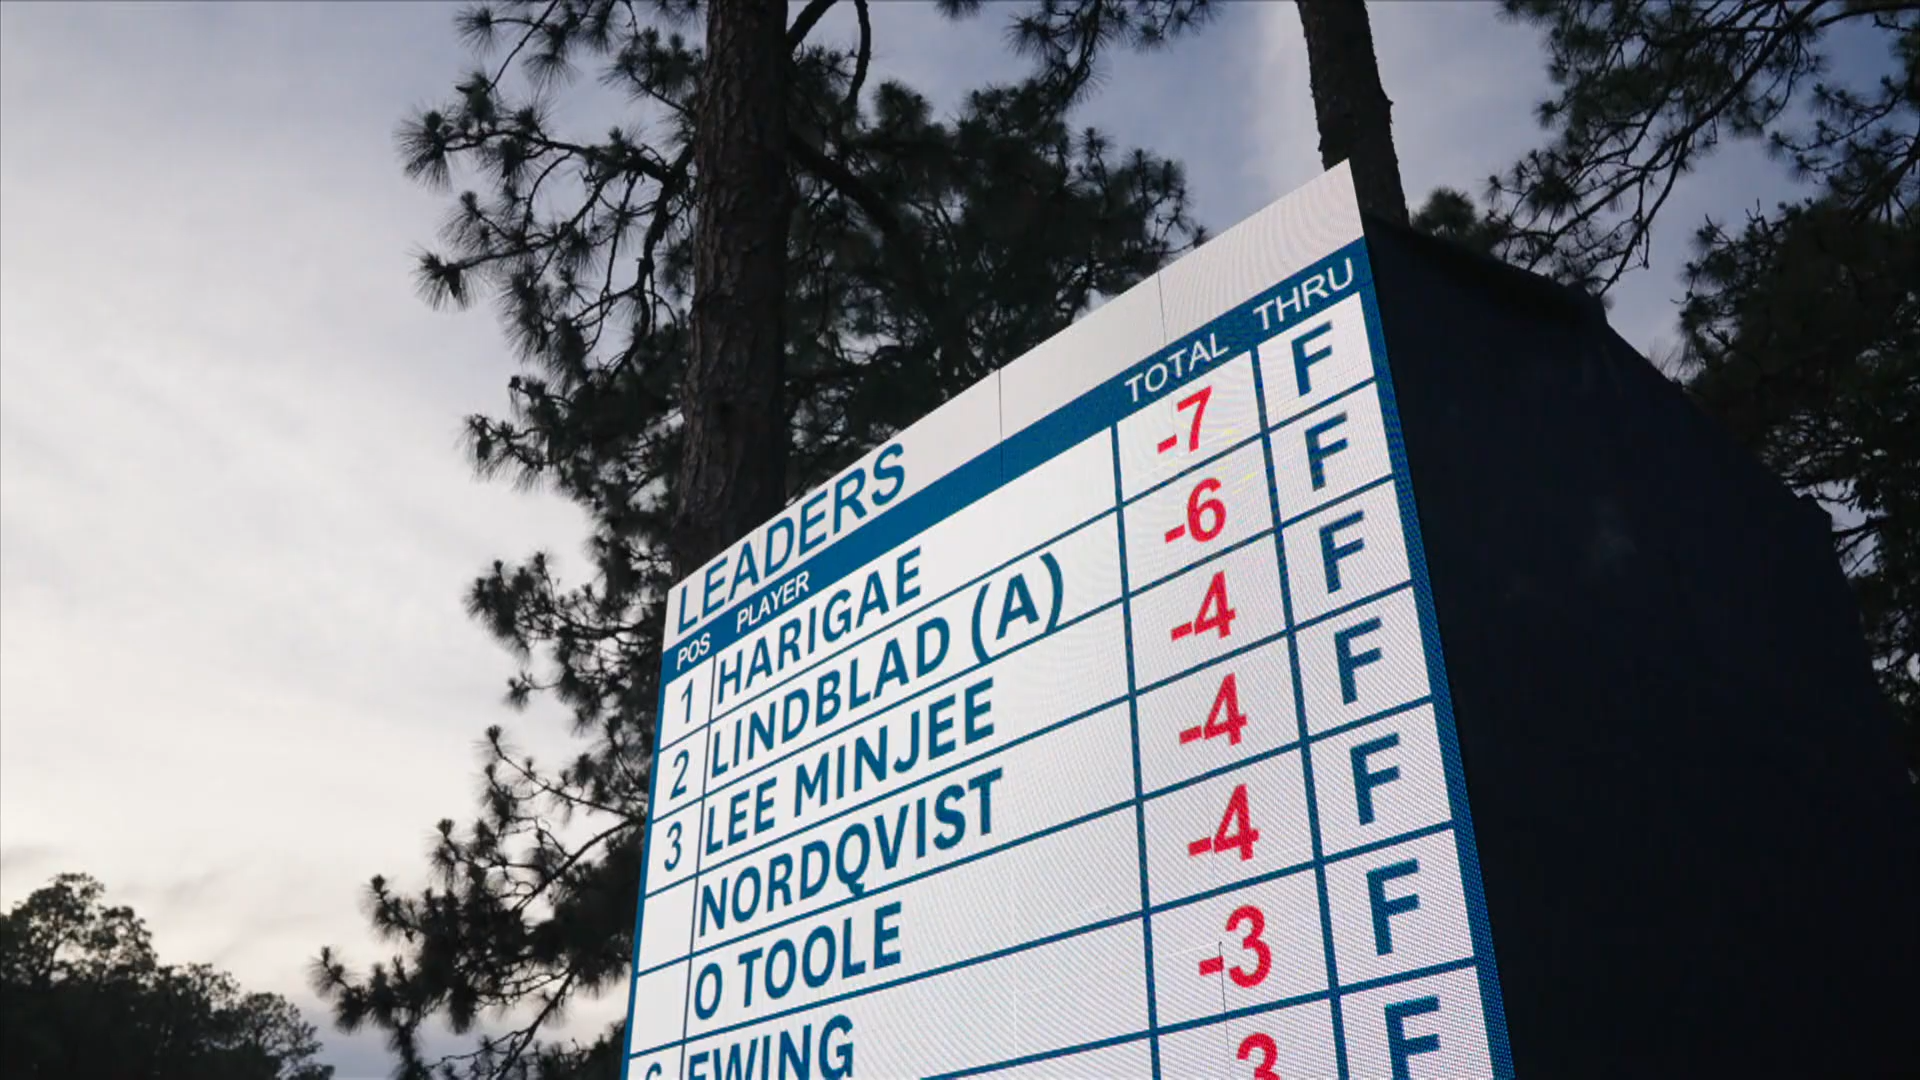 LEADERS
POS PLAYER TOTAL THRU
1 HARIGAE -7 F
2 LINDBLAD (A) -6 F
3 LEE MINJEE -4 F
NORDQVIST -4 F
O TOOLE -4 F
6 EWING -3 F
-3 F